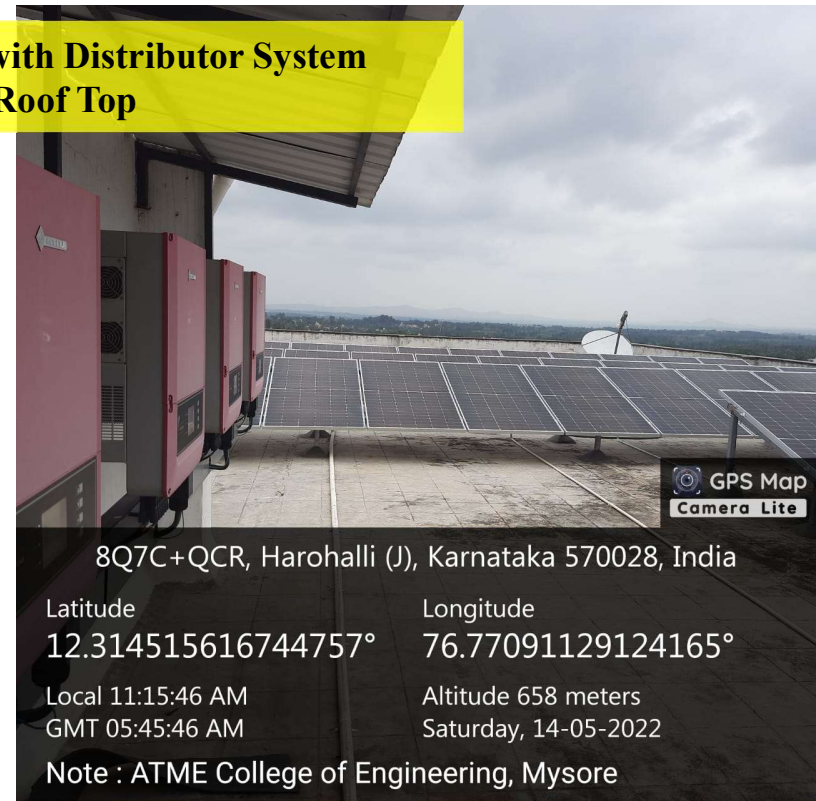 with Distributor System
Roof Top
GPS Map
Camera Lite
8Q7C+QCR, Harohalli (J), Karnataka 570028, India
Latitude
12.314515616744757°
Longitude
76.77091129124165°
Local 11:15:46 AM
GMT 05:45:46 AM
Altitude 658 meters
Saturday, 14-05-2022
Note : ATME College of Engineering, Mysore